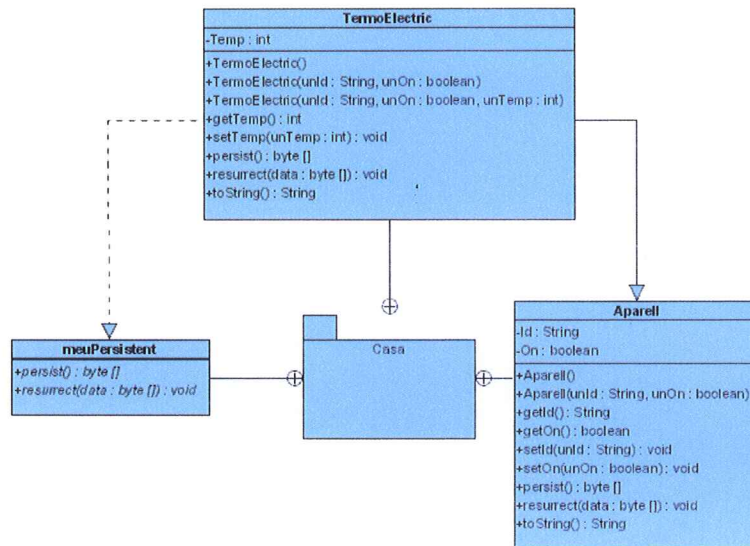 TermoElectric
-Temp : int
+TermoElectric()
+TermoElectric(unId : String, unOn : boolean)
+TermoElectric(unId : String, unOn : boolean, unTemp : int)
+getTemp() : int
+setTemp(unTemp : int) : void
+persist() : byte []
+resurrect(data : byte []) : void
+toString() : String
meuPersistent
+persist() : byte []
+resurrect(data : byte []) : void
Casa
Aparell
-Id : String
-On : boolean
+Aparell()
+Aparell(unId : String, unOn : boolean)
+getId() : String
+getOn() : boolean
+setId(unId : String) : void
+setOn(unOn : boolean) : void
+persist() : byte []
+resurrect(data : byte []) : void
+toString() : String